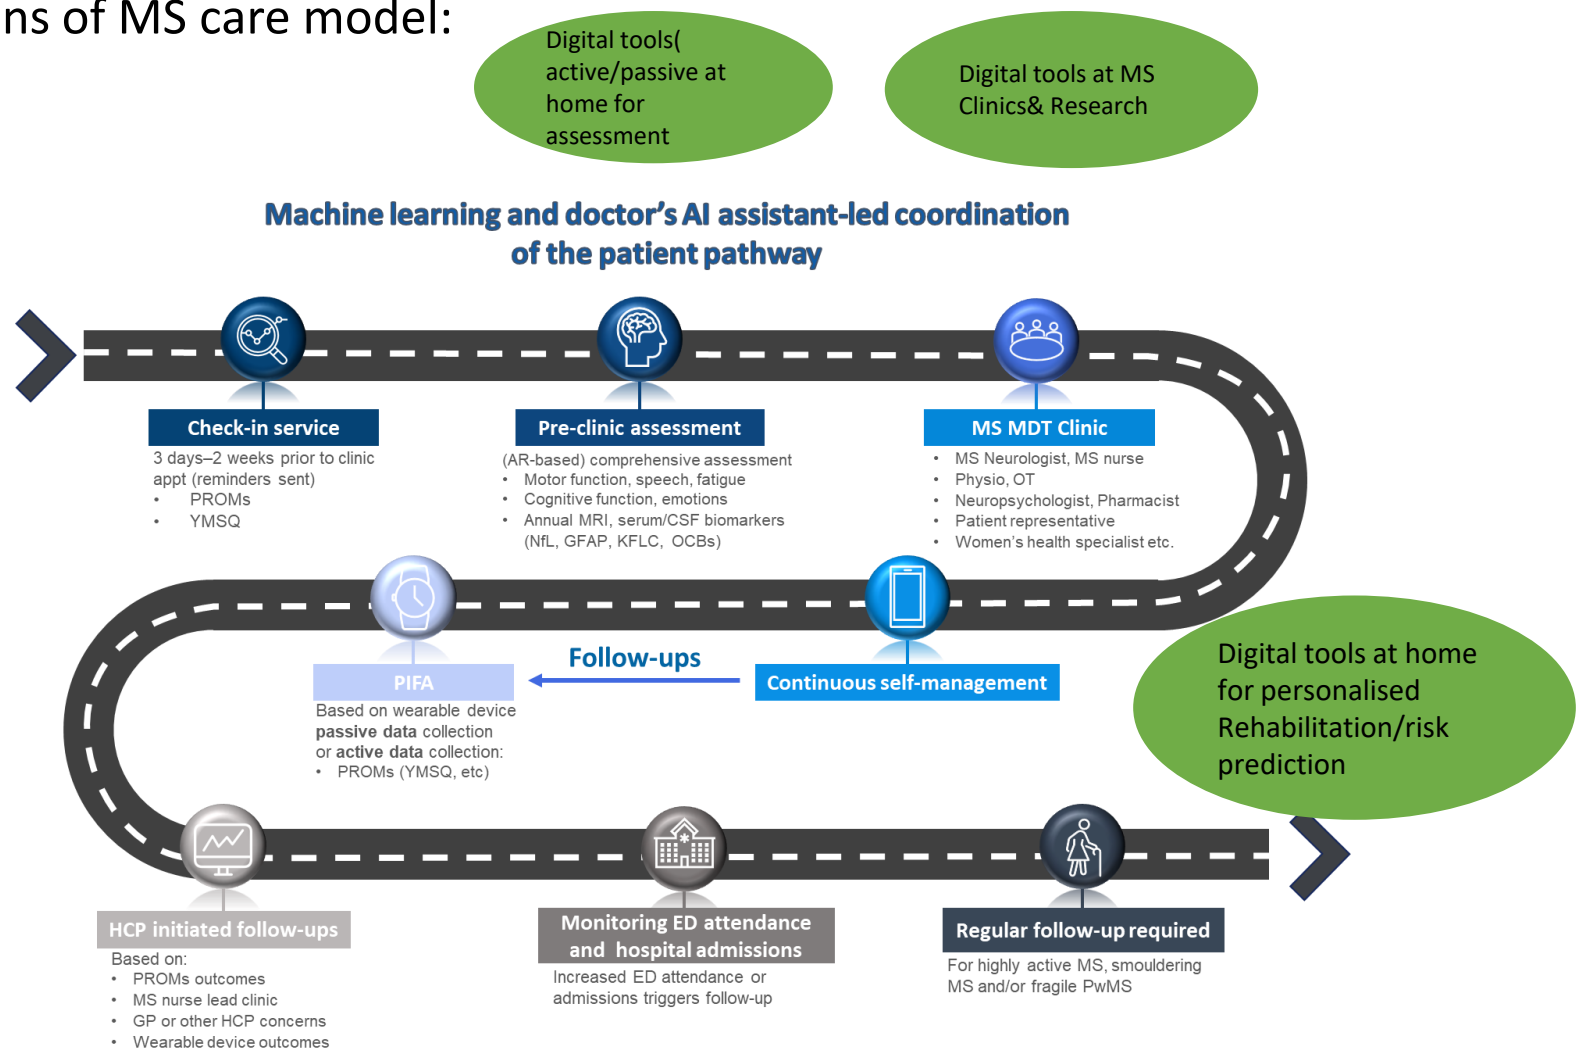 ns of MS care model:
Digital tools(
active/passive at
home for
assessment
Digital tools at MS
Clinics& Research
Machine learning and doctor's AI assistant-led coordination
of the patient pathway
Check-in service
3 days–2 weeks prior to clinic
appt (reminders sent)
• PROMs
• YMSQ
Pre-clinic assessment
(AR-based) comprehensive assessment
• Motor function, speech, fatigue
• Cognitive function, emotions
• Annual MRI, serum/CSF biomarkers
(NfL, GFAP, KFLC, OCBs)
MS MDT Clinic
• MS Neurologist, MS nurse
• Physio, OT
• Neuropsychologist, Pharmacist
• Patient representative
• Women's health specialist etc.
Digital tools at home
for personalised
Rehabilitation/risk
prediction
Continuous self-management
Follow-ups
PIFA
Based on wearable device
passive data collection
or active data collection:
• PROMs (YMSQ, etc)
HCP initiated follow-ups
Based on:
• PROMs outcomes
• MS nurse lead clinic
• GP or other HCP concerns
• Wearable device outcomes
Monitoring ED attendance
and hospital admissions
Increased ED attendance or
admissions triggers follow-up
Regular follow-up required
For highly active MS, smouldering
MS and/or fragile PwMS